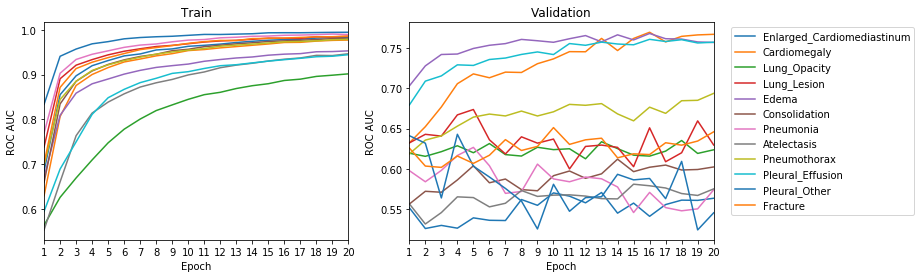 Train
ROC AUC
1.0
0.9
0.8
0.7
0.6
1 2 3 4 5 6 7 8 9 10 11 12 13 14 15 16 17 18 19 20
Epoch
Validation
ROC AUC
0.75
0.70
0.65
0.60
0.55
1 2 3 4 5 6 7 8 9 10 11 12 13 14 15 16 17 18 19 20
Epoch
Enlarged_Cardiomediastinum
Cardiomegaly
Lung_Opacity
Lung_Lesion
Edema
Consolidation
Pneumonia
Atelectasis
Pneumothorax
Pleural_Effusion
Pleural_Other
Fracture